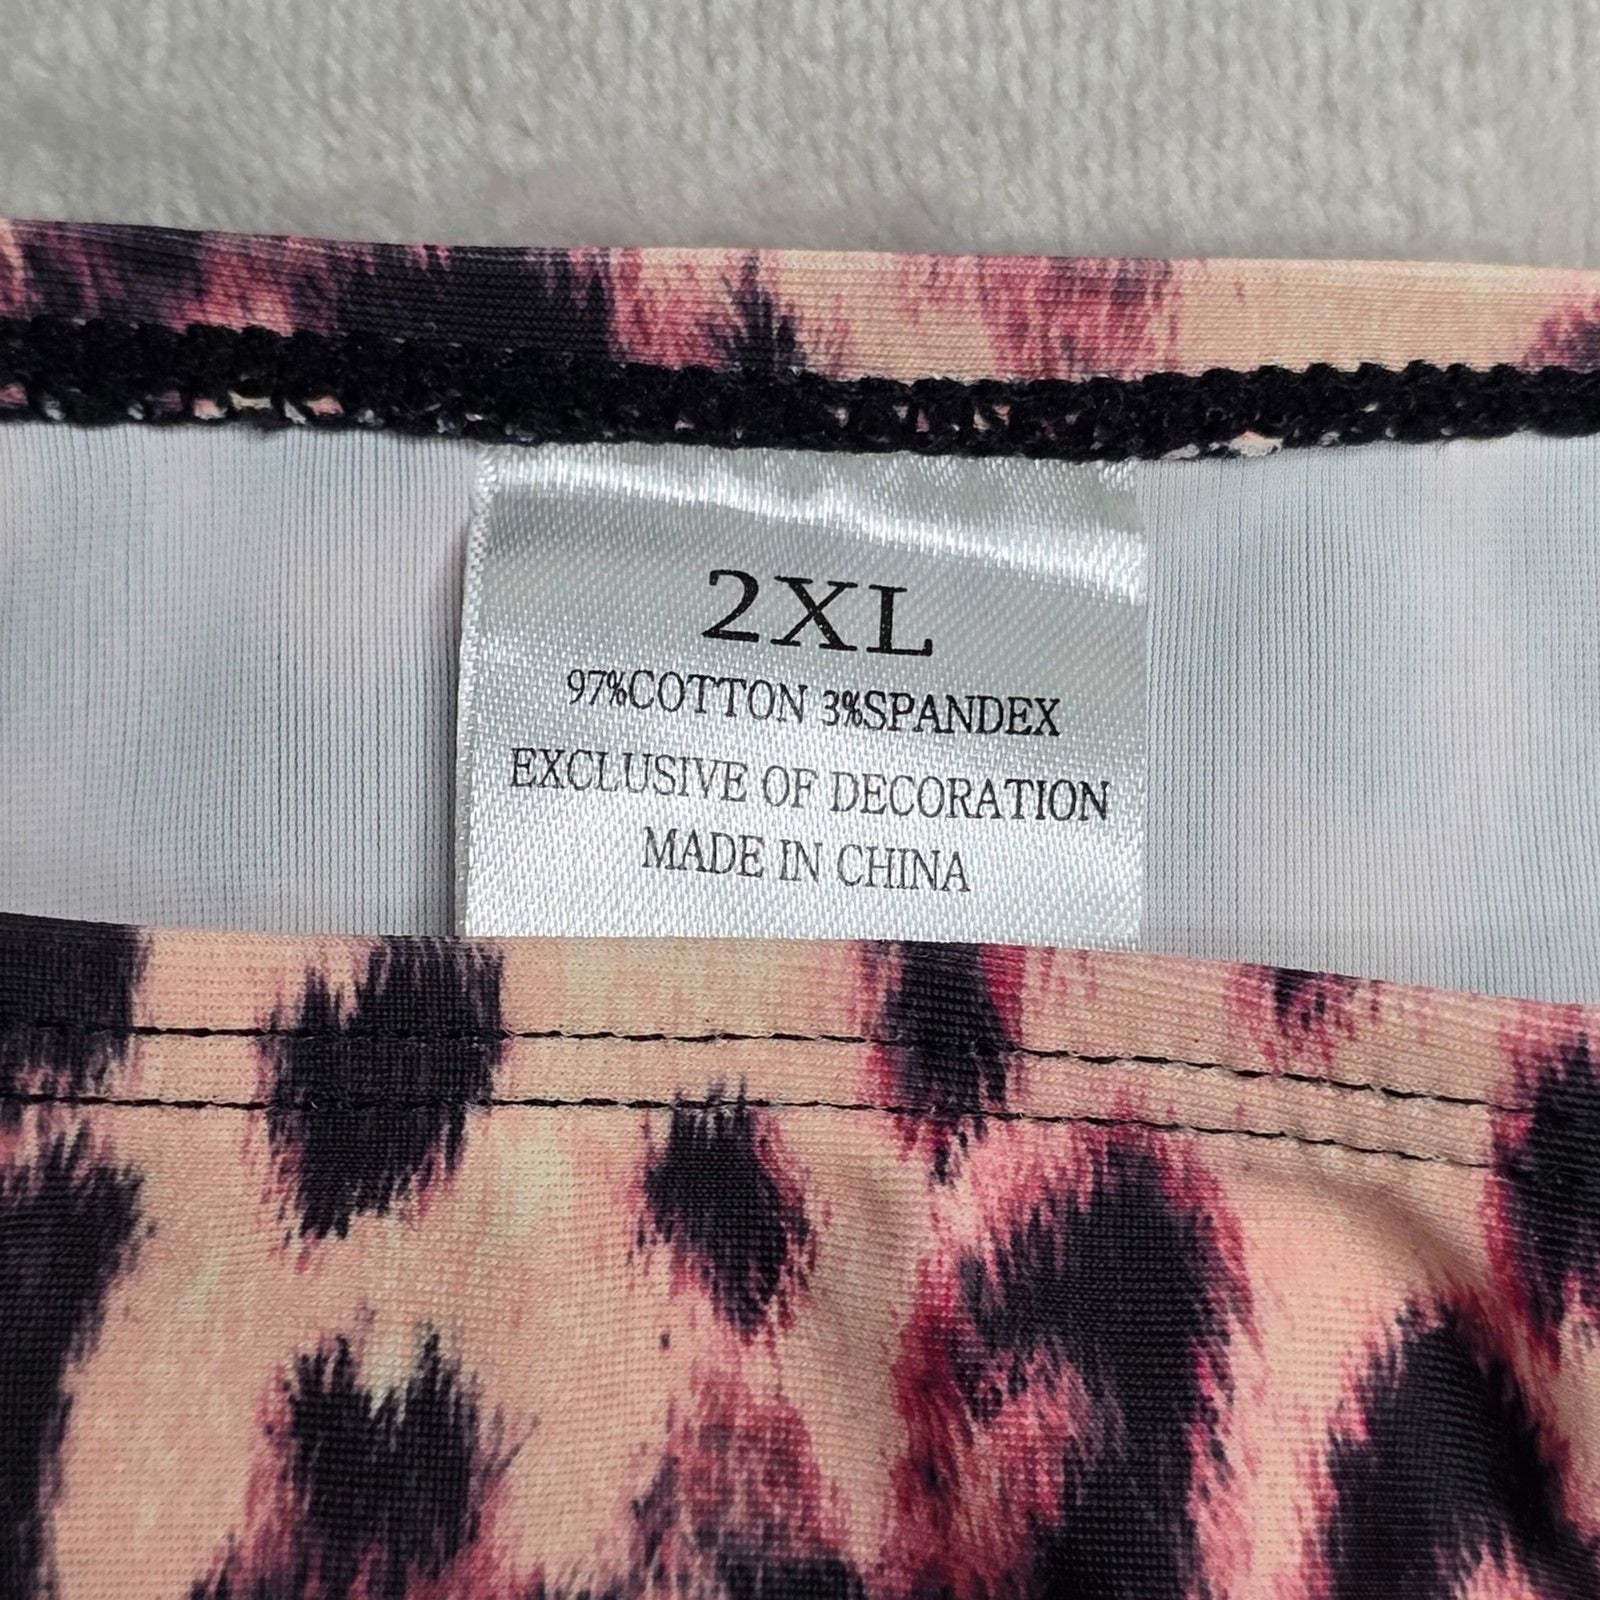 2XL
97%COTTON 3%SPANDEX
EXCLUSIVE OF DECORATION
MADE IN CHINA